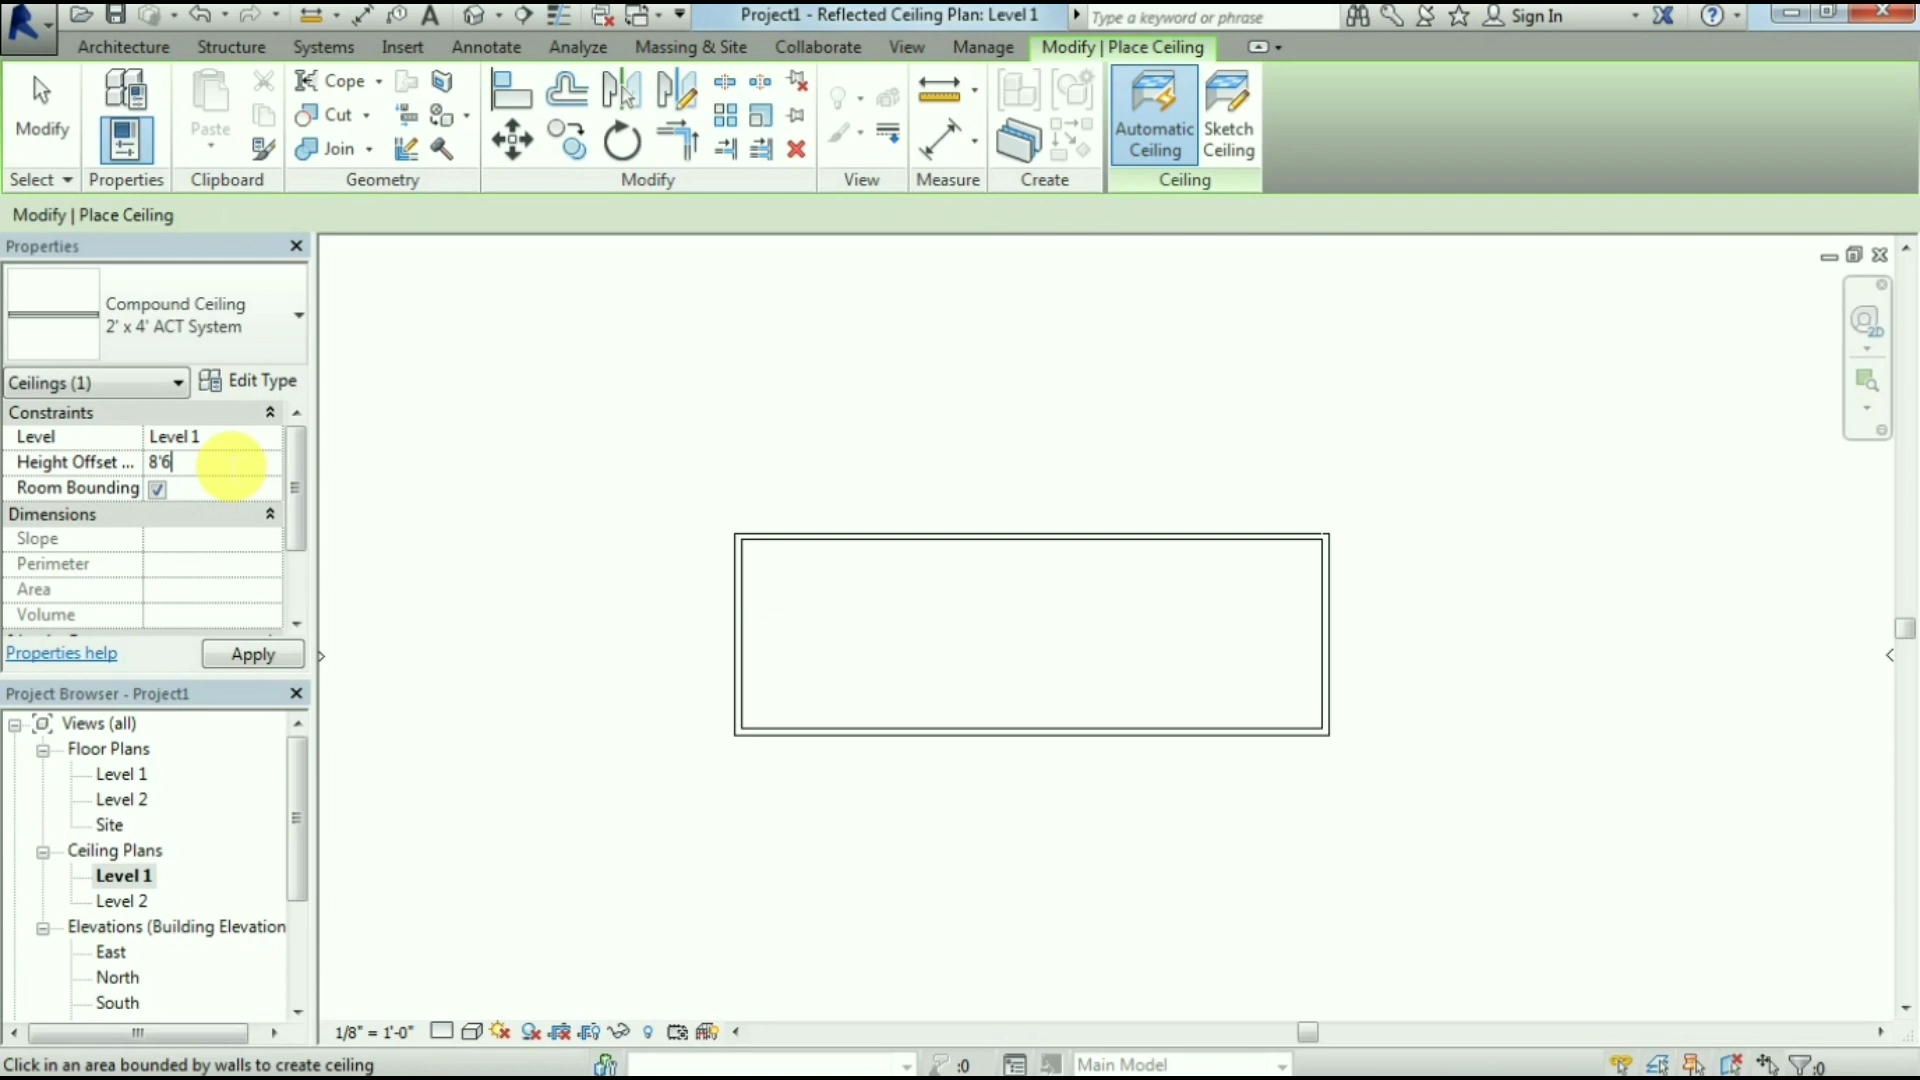 Project1 - Reflected Ceiling Plan: Level 1
Type a keyword or phrase
Sign In
Architecture
Structure
Systems
Insert
Annotate
Analyze
Massing & Site
Collaborate
View
Manage
Modify | Place Ceiling
Modify
Paste
Cope
Cut
Join
Automatic
Ceiling
Sketch
Ceiling
Select
Properties
Clipboard
Geometry
Modify
View
Measure
Create
Ceiling
Modify | Place Ceiling
Properties
Compound Ceiling
2' x 4' ACT System
Ceilings (1)
Edit Type
Constraints
Level
Level 1
Height Offset ...
8'6
Room Bounding
Dimensions
Slope
Perimeter
Area
Volume
Properties help
Apply
2D
Project Browser - Project1
Views (all)
Floor Plans
Level 1
Level 2
Site
Ceiling Plans
Level 1
Level 2
Elevations (Building Elevation
East
North
South
1/8" = 1'-0"
Click in an area bounded by walls to create ceiling
:0
Main Model
:0